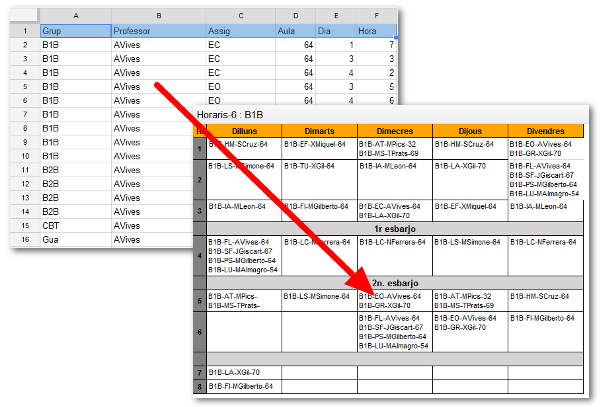 A B C D E F
1 Grup Professor Assig Aula Dia Hora
2 B1B AVives EC 64 1 7
3 B1B AVives EC 64 3 3
4 B1B AVives EC 64 4 2
5 B1B AVives EO 64 3 5
6 B1B AVives EO 64 4 6
7 B1B AVives
8 B1B AVives
9 B1B AVives
10 B1B AVives
11 B2B AVives
12 B2B AVives
13 B2B AVives
14 B2B AVives
15 CBT AVives
16 Gua AVives
Horaris-6 : B1B
Dilluns Dimarts Dimecres Dijous Divendres
1 B1B-HM-SCruz-64 B1B-EF-XMiquel-64 B1B-AT-MPics-32 B1B-HM-SCruz-64 B1B-EO-AVives-64
B1B-MS-TPrats-69 B1B-GR-XGil-70
2 B1B-LS-MSimone-64 B1B-TU-XGil-64 B1B-IA-MLeon-64 B1B-LA-XGil-70 B1B-FL-AVives-64
B1B-SF-JGiscart-67
B1B-PS-MGilberto-64
B1B-LU-MAlmagro-54
3 B1B-IA-MLeon-64 B1B-FI-MGilberto-64 B1B-EC-AVives-64 B1B-EF-XMiquel-64 B1B-IA-MLeon-64
B1B-LA-XGil-70
1r esbarjo
4 B1B-FL-AVives-64 B1B-LC-NFerrera-64 B1B-LC-NFerrera-64 B1B-LS-MSimone-64 B1B-LC-NFerrera-64
B1B-SF-JGiscart-67
B1B-PS-MGilberto-64
B1B-LU-MAlmagro-54
2n. esbarjo
5 B1B-AT-MPics- B1B-LS-MSimone-64 B1B-EO-AVives-64 B1B-AT-MPics-32 B1B-HM-SCruz-64
B1B-MS-TPrats- B1B-GR-XGil-70 B1B-MS-TPrats-69
6 B1B-FL-AVives-64 B1B-EO-AVives-64 B1B-FI-MGilberto-64
B1B-SF-JGiscart-67 B1B-GR-XGil-70
B1B-PS-MGilberto-64
B1B-LU-MAlmagro-54
7 B1B-LA-XGil-70
8 B1B-FI-MGilberto-64